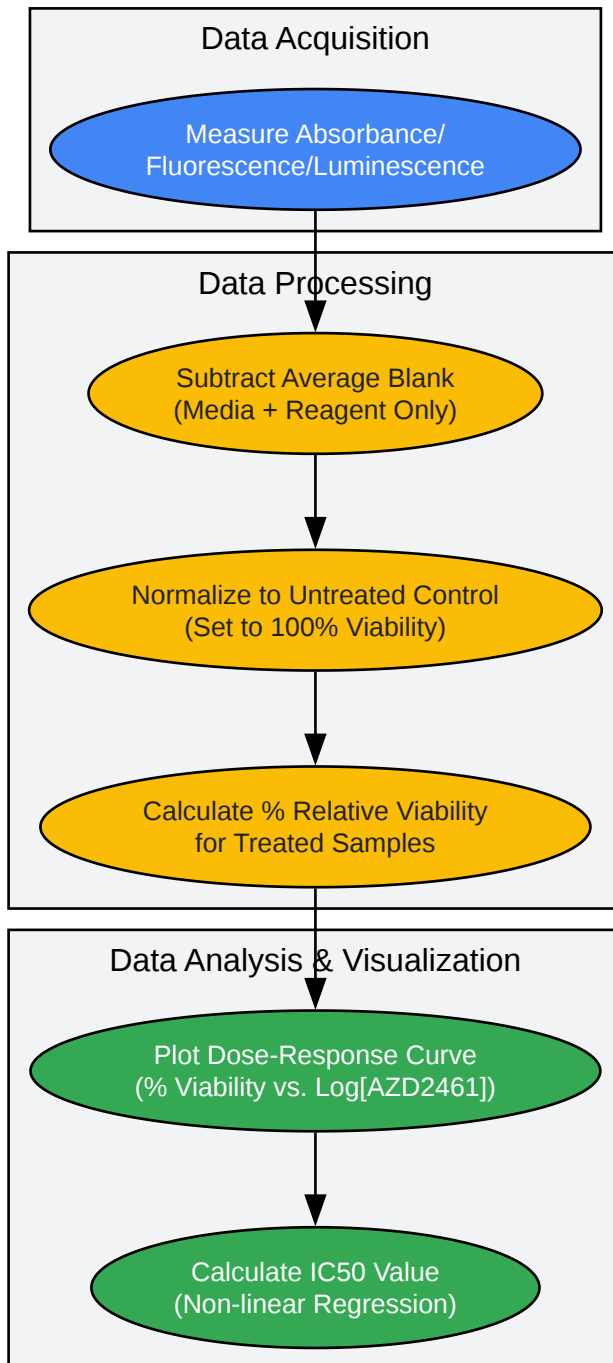 Data Acquisition
Measure Absorbance/
Fluorescence/Luminescence
Data Processing
Subtract Average Blank
(Media + Reagent Only)
Normalize to Untreated Control
(Set to 100% Viability)
Calculate % Relative Viability
for Treated Samples
Data Analysis & Visualization
Plot Dose-Response Curve
(% Viability vs. Log[AZD2461])
Calculate IC50 Value
(Non-linear Regression)